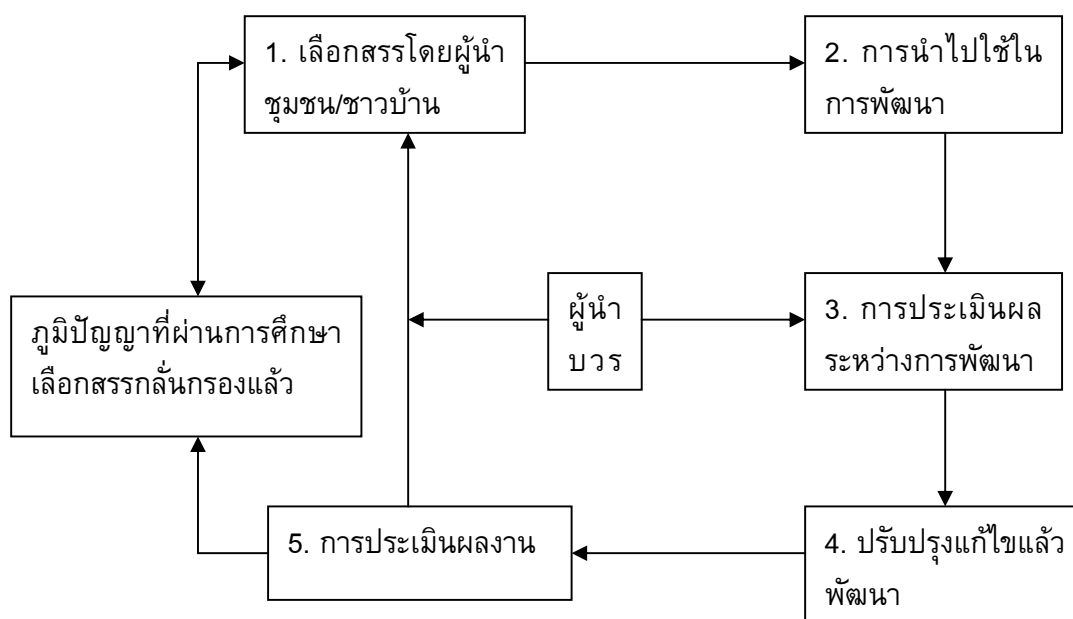 1. เลือกสรรโดยผู้นำ
ชุมชน/ชาวบ้าน
2. การนำไปใช้ใน
การพัฒนา
ผู้นำ
บวร
3. การประเมินผล
ระหว่างการพัฒนา
ภูมิปัญญาที่ผ่านการศึกษา
เลือกสรรกลั่นกรองแล้ว
5. การประเมินผลงาน
4. ปรับปรุงแก้ไขแล้ว
พัฒนา